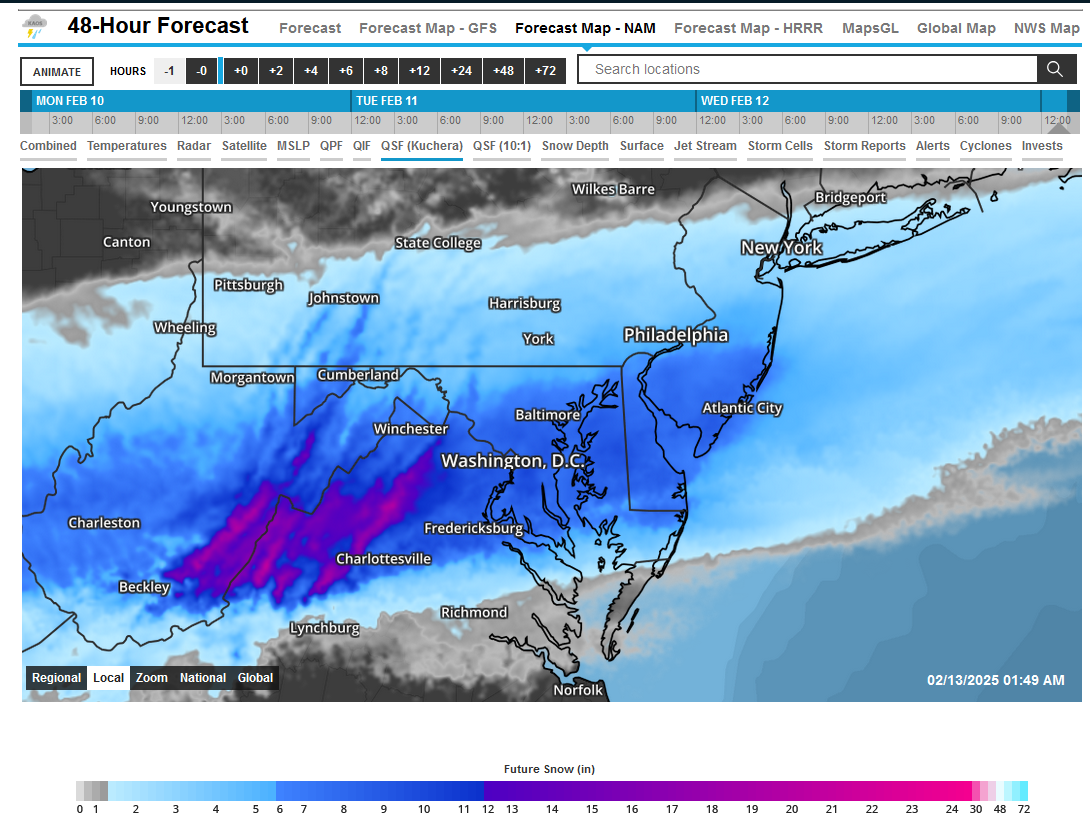 KAOS
48-Hour Forecast
Forecast Forecast Map - GFS Forecast Map - NAM Forecast Map - HRRR MapsGL Global Map NWS Map
ANIMATE HOURS -1 -0 +0 +2 +4 +6 +8 +12 +24 +48 +72 Search locations
MON FEB 10 TUE FEB 11 WED FEB 12
3:00 6:00 9:00 12:00 3:00 6:00 9:00 12:00 3:00 6:00 9:00 12:00 3:00 6:00 9:00 12:00 3:00 6:00 9:00 12:00 3:00 6:00 9:00 12:00
Combined Temperatures Radar Satellite MSLP QPF QIF QSF (Kuchera) QSF (10:1) Snow Depth Surface Jet Stream Storm Cells Storm Reports Alerts Cyclones Invests
Wilkes Barre
Bridgeport
Youngstown
Canton
State College
New York
Pittsburgh
Johnstown
Harrisburg
Wheeling
York
Philadelphia
Morgantown
Cumberland
Baltimore
Atlantic City
Winchester
Washington, D.C.
Charleston
Fredericksburg
Charlottesville
Beckley
Richmond
Lynchburg
Norfolk
Regional Local Zoom National Global
02/13/2025 01:49 AM
Future Snow (in)
0 1 2 3 4 5 6 7 8 9 10 11 12 13 14 15 16 17 18 19 20 21 22 23 24 30 48 72